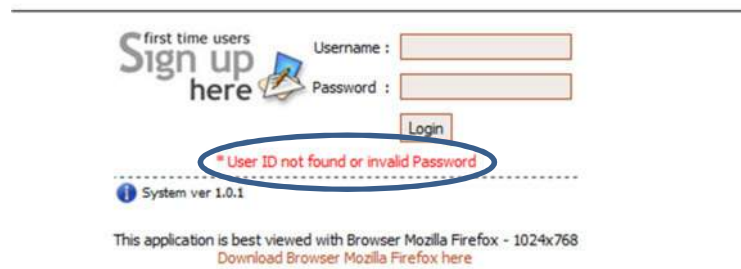 first time users
Sign up
here
Username :
Password :
Login
* User ID not found or invalid Password
System ver 1.0.1
This application is best viewed with Browser Mozilla Firefox - 1024x768
Download Browser Mozilla Firefox here